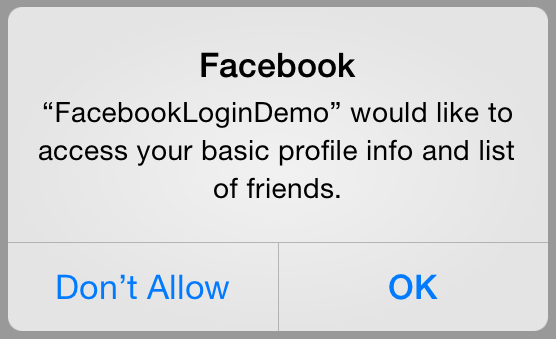 Facebook
“FacebookLoginDemo” would like to
access your basic profile info and list
of friends.
Don’t Allow
OK